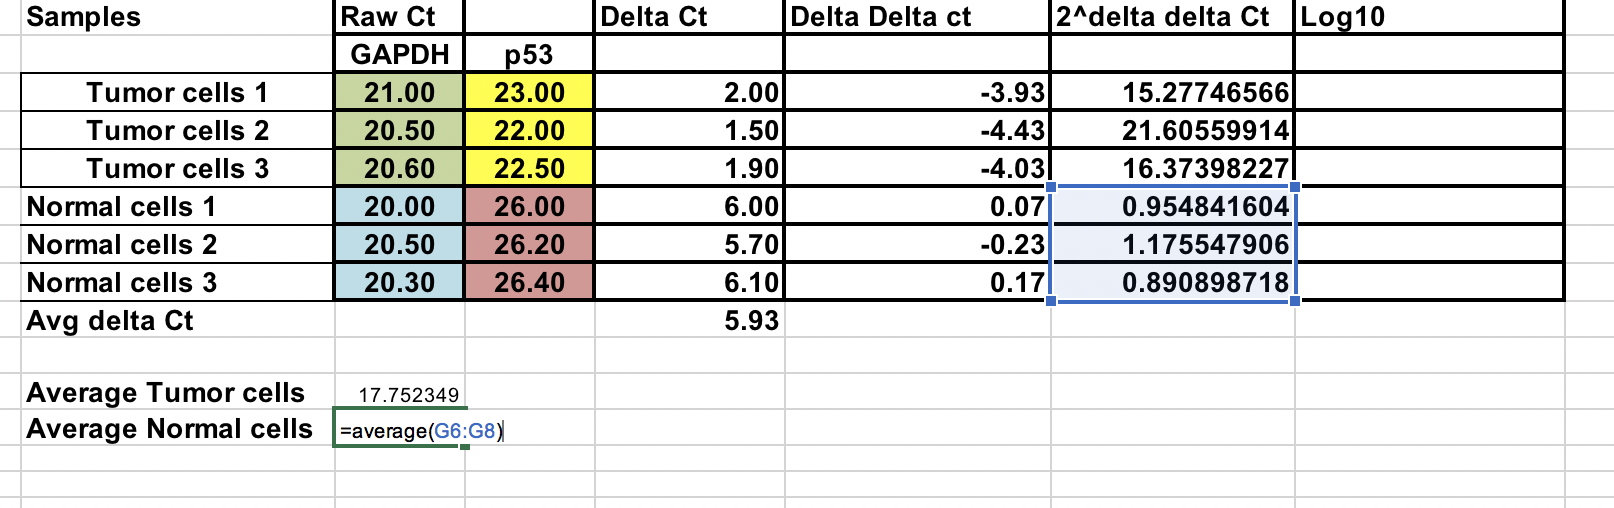 Samples Raw Ct Delta Ct Delta Delta ct 2^delta delta Ct Log10
GAPDH p53
Tumor cells 1 21.00 23.00 2.00 -3.93 15.27746566
Tumor cells 2 20.50 22.00 1.50 -4.43 21.60559914
Tumor cells 3 20.60 22.50 1.90 -4.03 16.37398227
Normal cells 1 20.00 26.00 6.00 0.07 0.954841604
Normal cells 2 20.50 26.20 5.70 -0.23 1.175547906
Normal cells 3 20.30 26.40 6.10 0.17 0.890898718
Avg delta Ct 5.93
Average Tumor cells 17.752349
Average Normal cells =average(G6:G8)